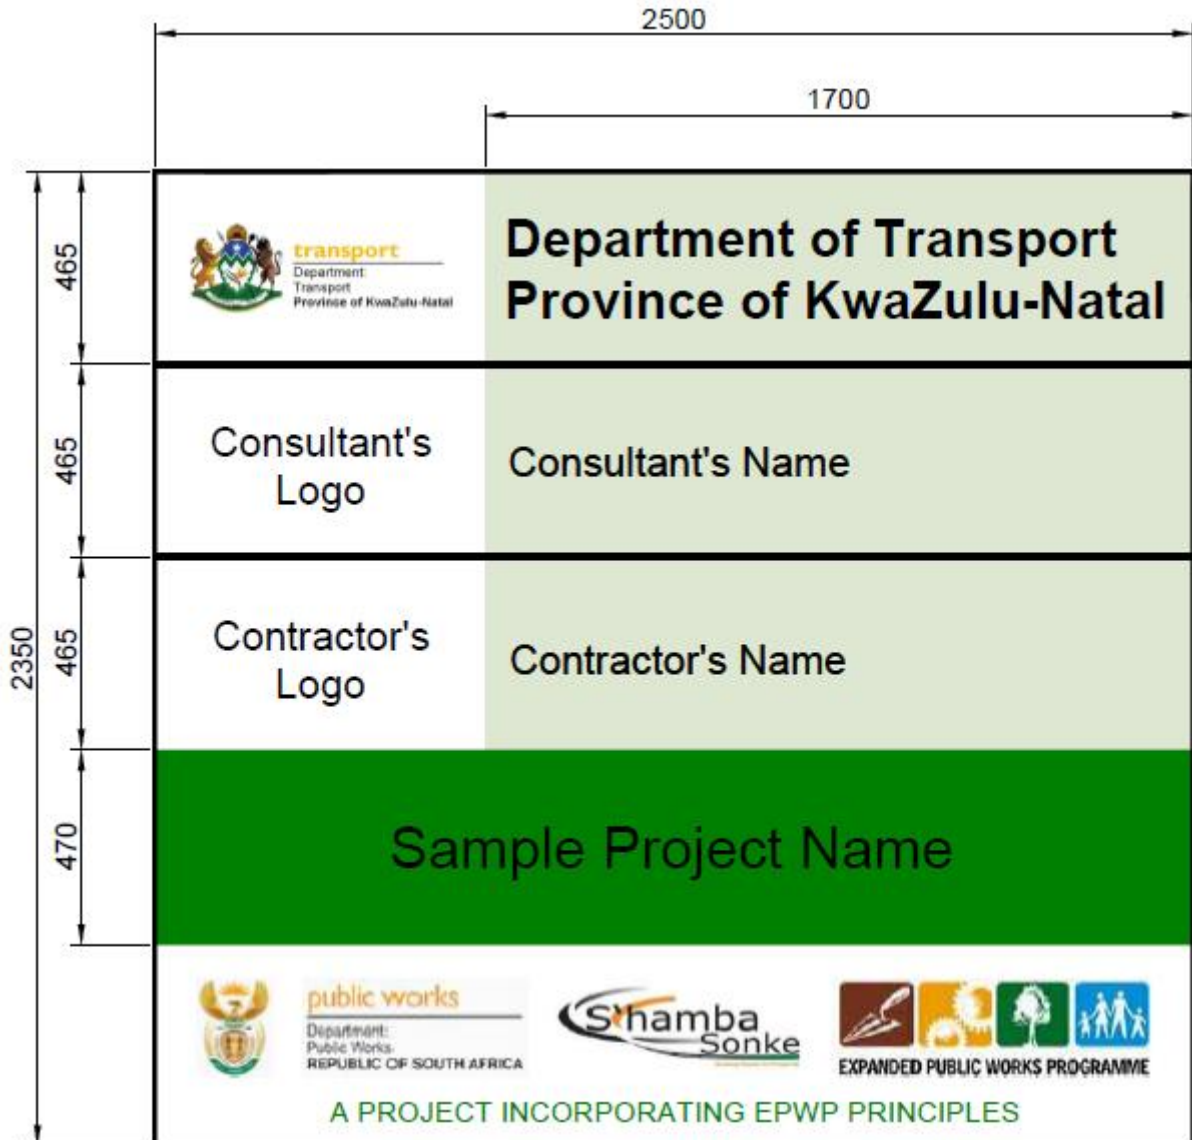 2500
1700
465
transport
Department
Transport
Province of KwaZulu-Natal
Department of Transport
Province of KwaZulu-Natal
465
Consultant's
Logo
Consultant's Name
2350
465
Contractor's
Logo
Contractor's Name
470
Sample Project Name
public works
Department:
Public Works
REPUBLIC OF SOUTH AFRICA
S'hamba
Sonke
EXPANDED PUBLIC WORKS PROGRAMME
A PROJECT INCORPORATING EPWP PRINCIPLES